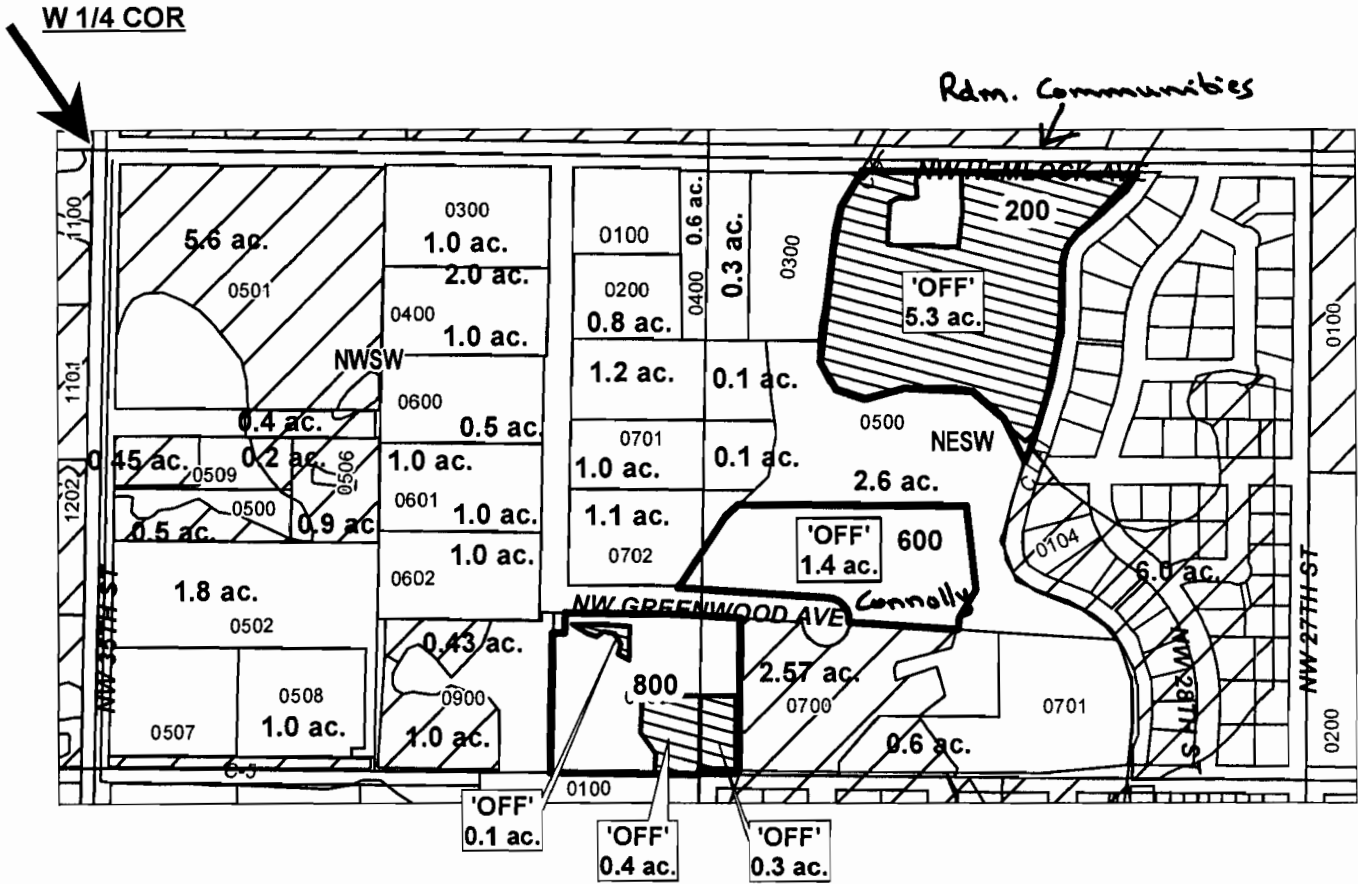 W 1/4 COR
Rdm. Communities
NW HEMLOCK AVE
1100
5.6 ac.
0501
0300
1.0 ac.
2.0 ac.
0400
1.0 ac.
0100
0200
0.8 ac.
0400
0.6 ac.
0.3 ac.
0300
200
'OFF'
5.3 ac.
0100
NWSW
1101
0600
0.5 ac.
1.2 ac.
0.1 ac.
0500
NESW
0.4 ac.
0.45 ac.
0509
0.2 ac.
0506
1.0 ac.
0601
1.0 ac.
0701
1.0 ac.
0.1 ac.
2.6 ac.
1202
0500
0.5 ac.
0.9 ac
1.1 ac.
0702
'OFF'
1.4 ac.
600
0104
6.0 ac.
1.0 ac.
0602
1.8 ac.
0502
NW 35TH ST
NW GREENWOOD AVE
Connolly
NW 28TH ST
NW 27TH ST
0.43 ac.
0900
1.0 ac.
800
2.57 ac.
0700
0701
0.6 ac.
0200
0508
1.0 ac.
0507
C-J
0100
'OFF'
0.1 ac.
'OFF'
0.4 ac.
'OFF'
0.3 ac.